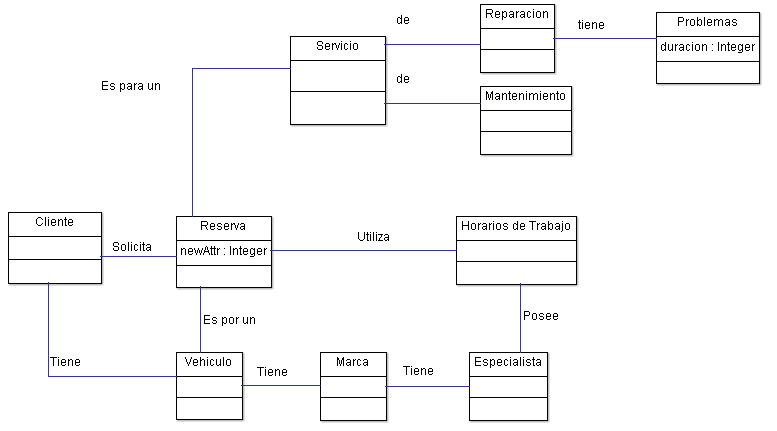 de
Reparacion
tiene
Problemas
Servicio
duracion : Integer
Es para un
de
Mantenimiento
Cliente
Reserva
Horarios de Trabajo
Solicita
newAttr : Integer
Utiliza
Es por un
Posee
Tiene
Vehiculo
Tiene
Marca
Tiene
Especialista